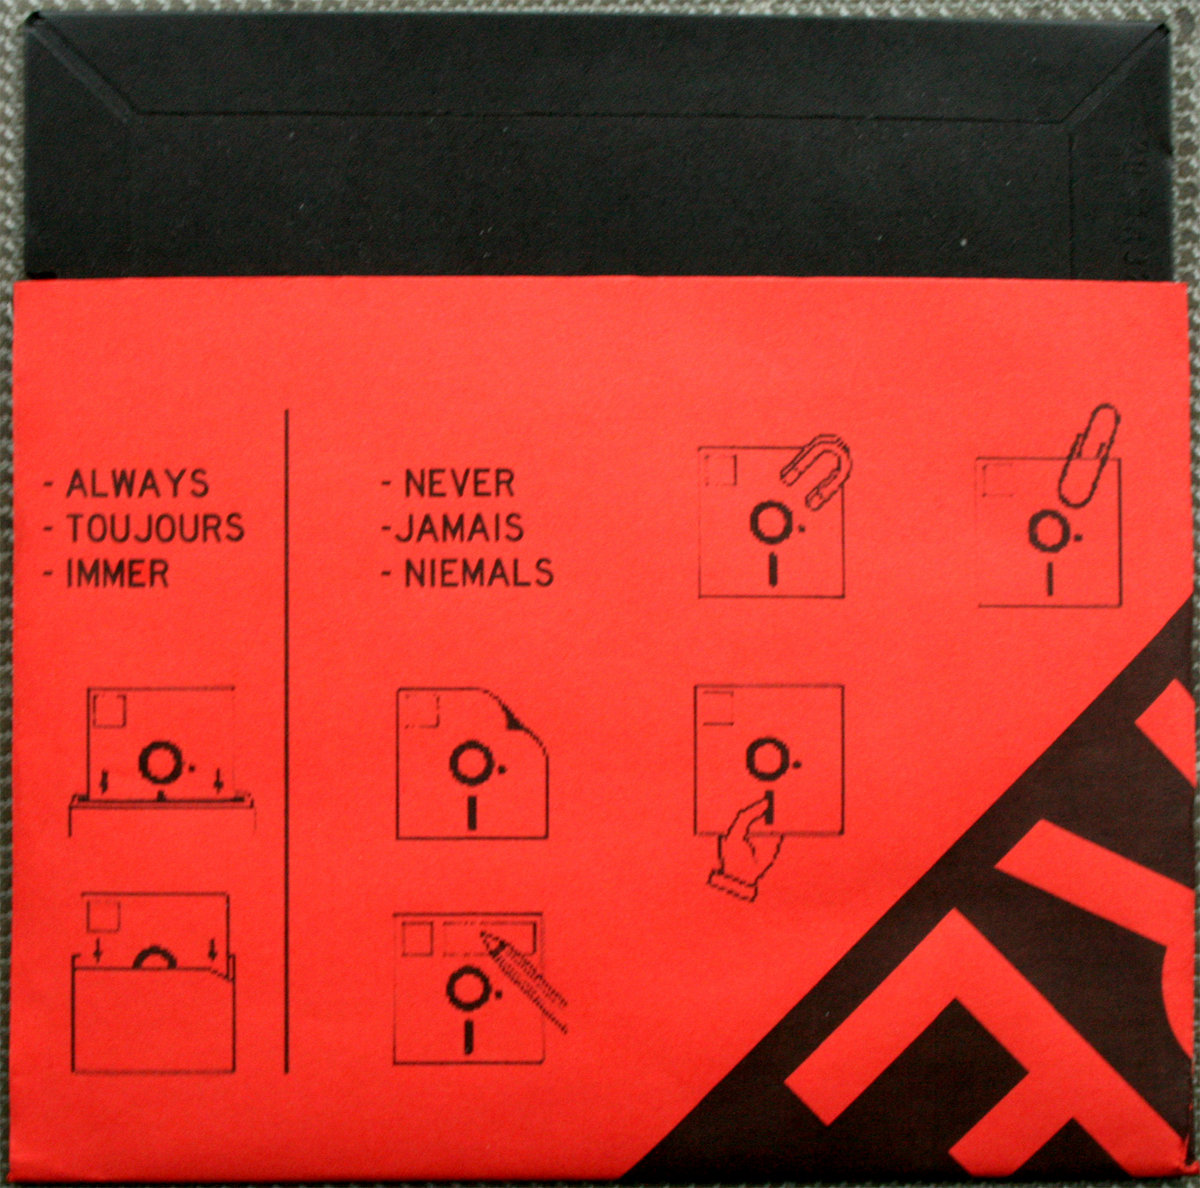 - ALWAYS
- TOUJOURS
- IMMER
- NEVER
-JAMAIS
- NIEMALS